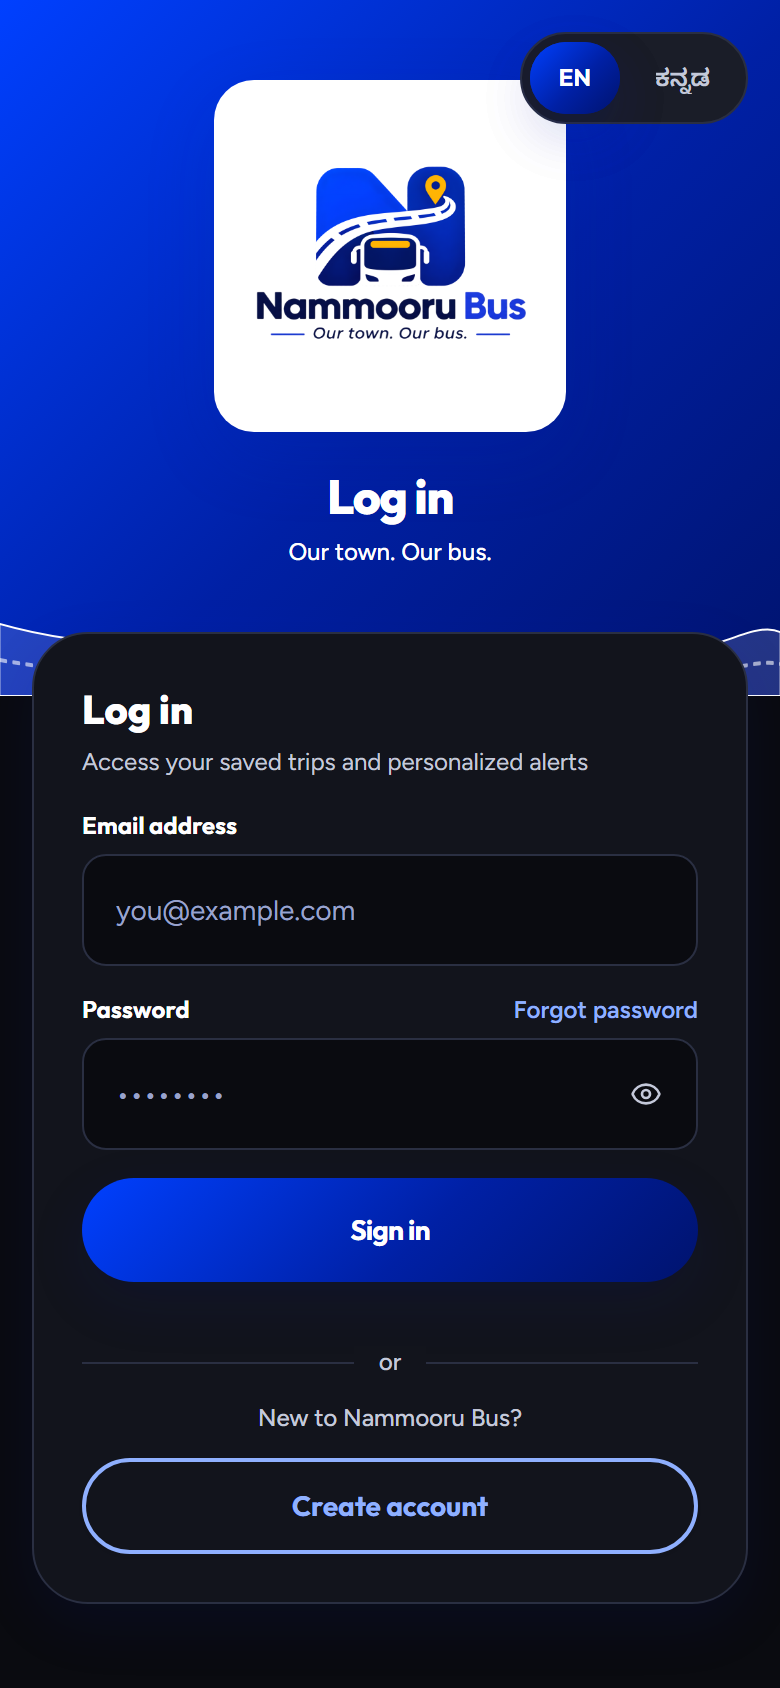 EN
ಕನ್ನಡ
Nammooru Bus
Our town. Our bus.
Log in
Our town. Our bus.
Log in
Access your saved trips and personalized alerts
Email address
you@example.com
Password
Forgot password
••••••••
Sign in
or
New to Nammooru Bus?
Create account